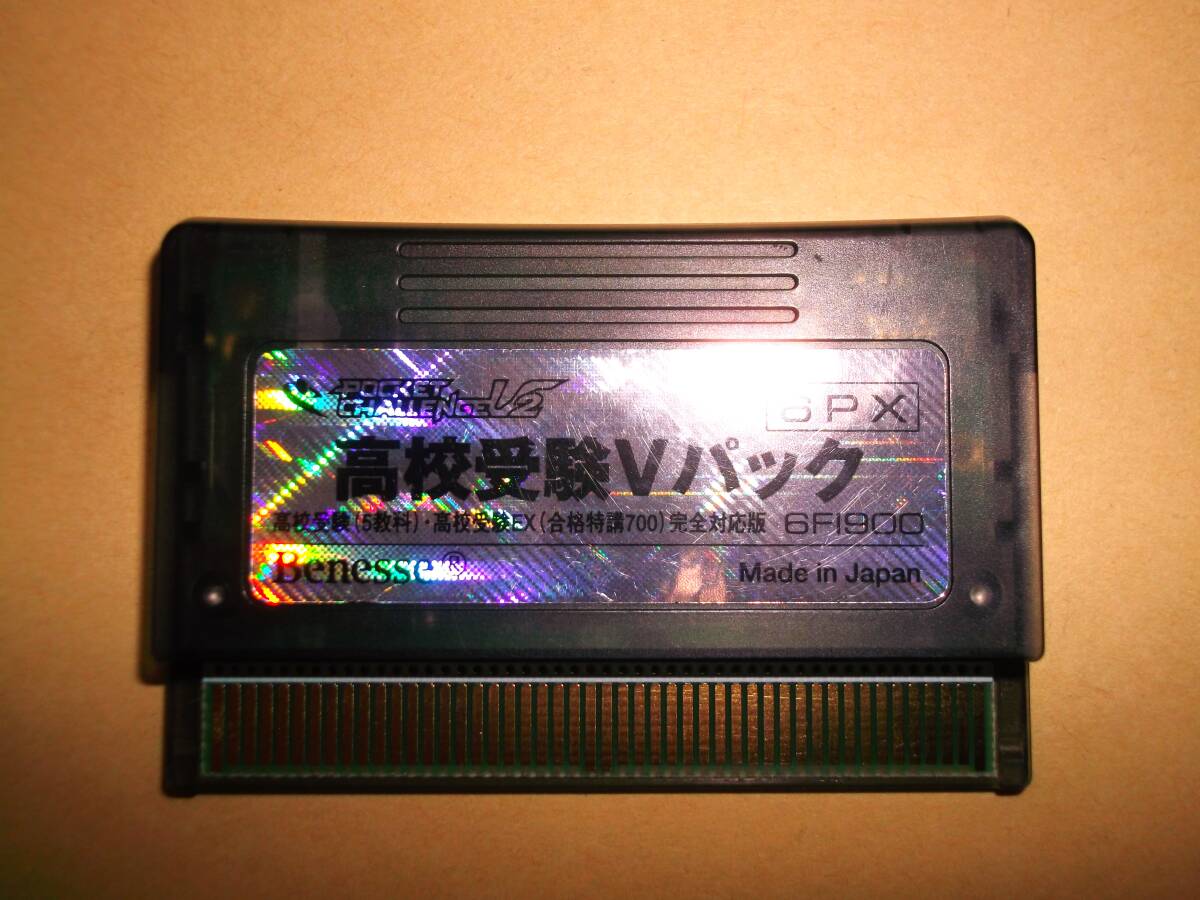 POCKET CHALLENGE V2
6PX
高校受験Vパック
高校受験(5教科)・高校受験EX(合格特講700)完全対応版 6F1900
Benesse®
Made in Japan